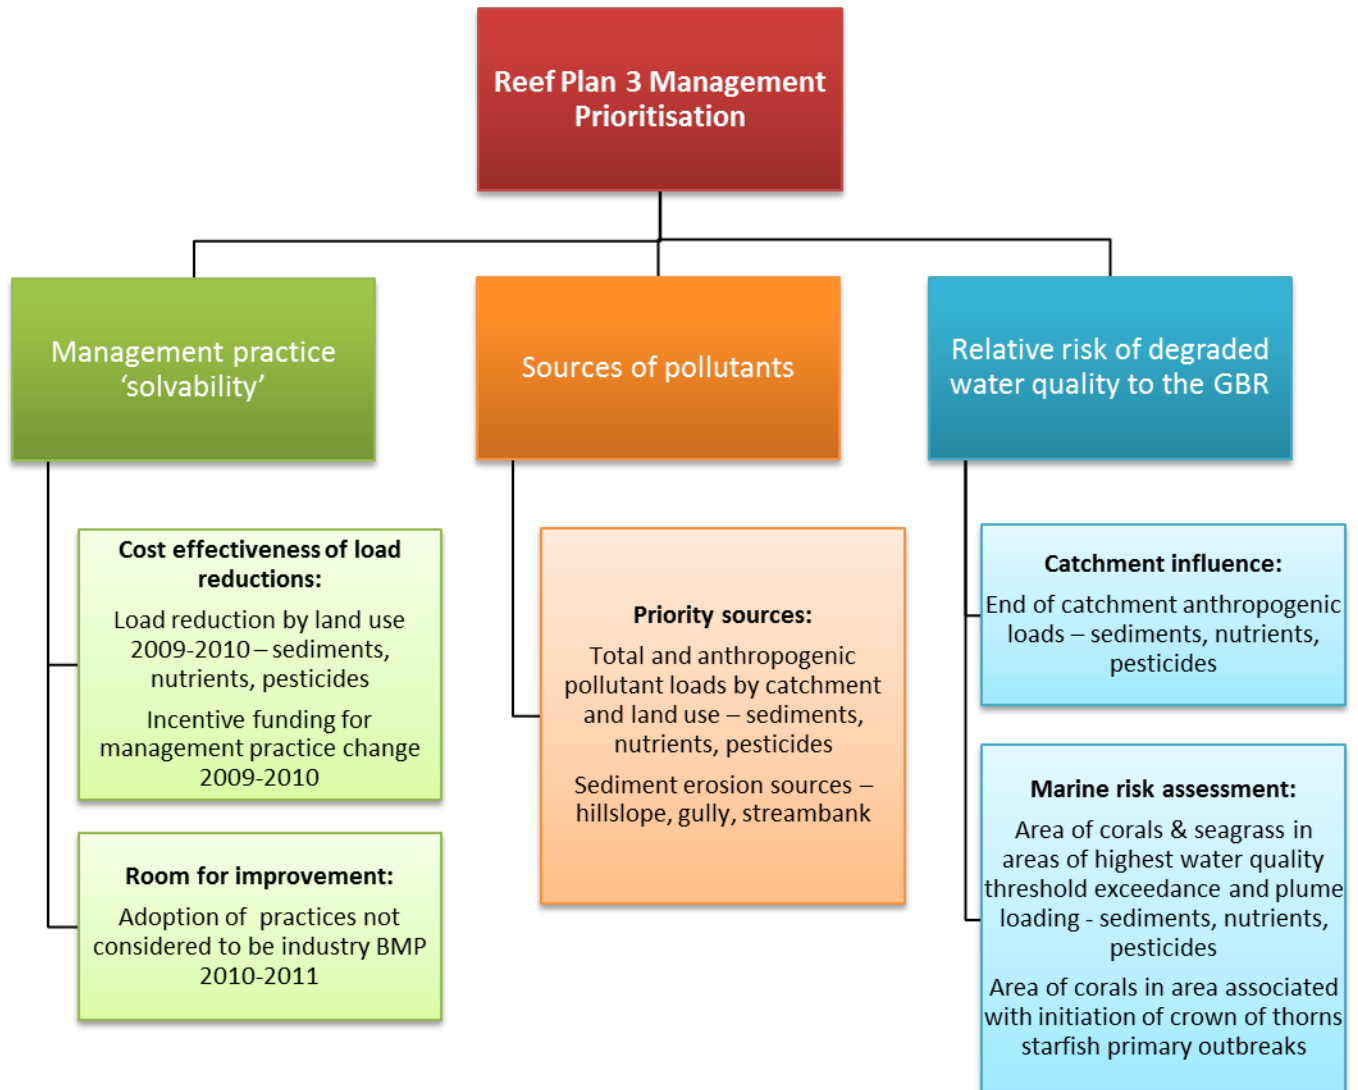 Reef Plan 3 Management
Prioritisation
Management practice
‘solvability’
Cost effectiveness of load
reductions:
Load reduction by land use
2009-2010 – sediments,
nutrients, pesticides
Incentive funding for
management practice change
2009-2010
Room for improvement:
Adoption of practices not
considered to be industry BMP
2010-2011
Sources of pollutants
Priority sources:
Total and anthropogenic
pollutant loads by catchment
and land use – sediments,
nutrients, pesticides
Sediment erosion sources –
hillslope, gully, streambank
Relative risk of degraded
water quality to the GBR
Catchment influence:
End of catchment anthropogenic
loads – sediments, nutrients,
pesticides
Marine risk assessment:
Area of corals & seagrass in
areas of highest water quality
threshold exceedance and plume
loading - sediments, nutrients,
pesticides
Area of corals in area associated
with initiation of crown of thorns
starfish primary outbreaks